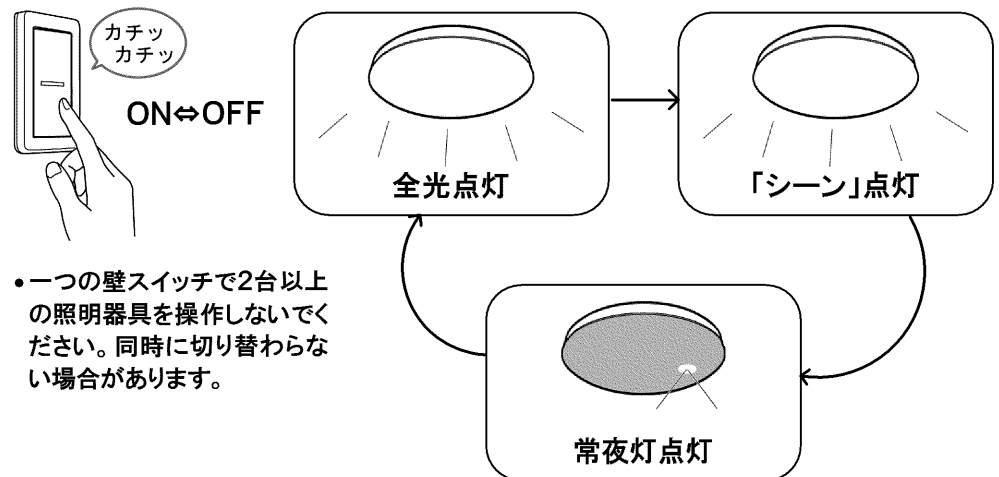 カチッ
カチッ
ON⇔OFF
全光点灯
「シーン」点灯
常夜灯点灯
•一つの壁スイッチで2台以上
の照明器具を操作しないでく
ださい。同時に切り替わらな
い場合があります。